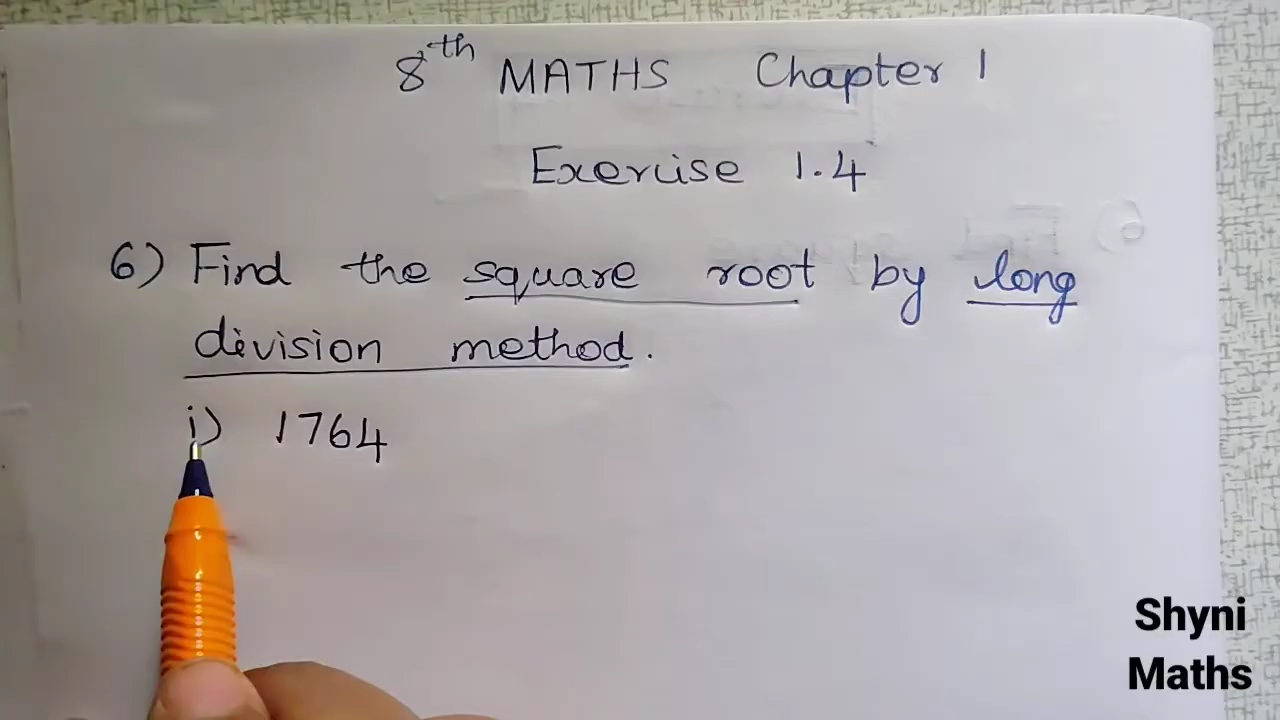 8th MATHS Chapter 1
Exercise 1.4
6) Find the square root by long
division method.
i) 1764
Shyni
Maths